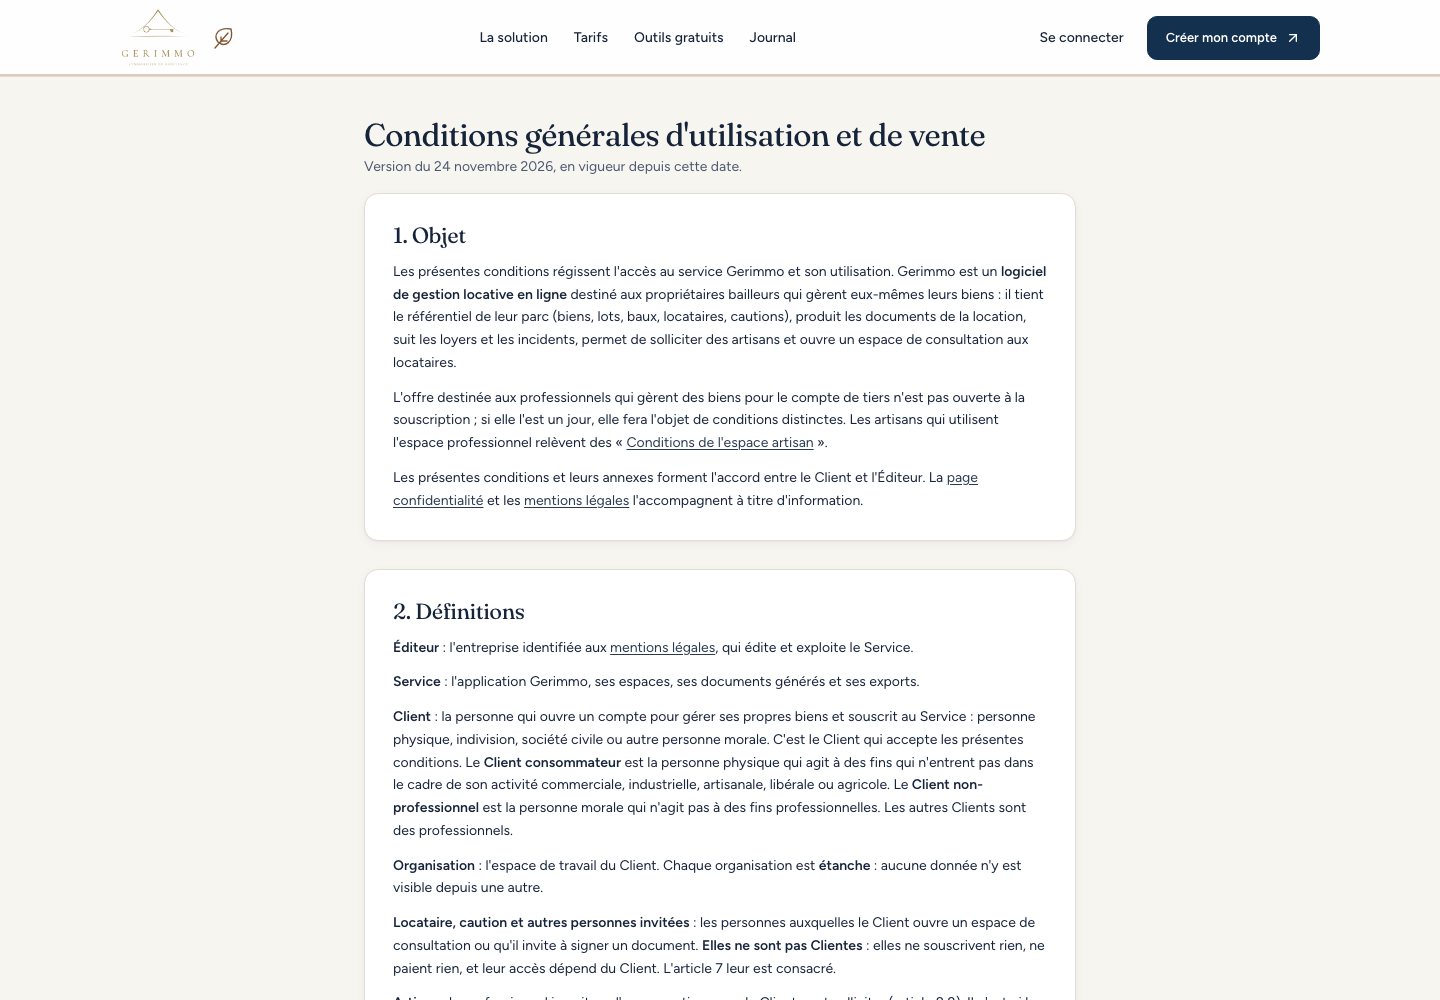 GERIMMO
La solution
Tarifs
Outils gratuits
Journal
Se connecter
Créer mon compte
Conditions générales d'utilisation et de vente
Version du 24 novembre 2026, en vigueur depuis cette date.
1. Objet
Les présentes conditions régissent l'accès au service Gerimmo et son utilisation. Gerimmo est un logiciel
de gestion locative en ligne destiné aux propriétaires bailleurs qui gèrent eux-mêmes leurs biens : il tient
le référentiel de leur parc (biens, lots, baux, locataires, cautions), produit les documents de la location,
suit les loyers et les incidents, permet de solliciter des artisans et ouvre un espace de consultation aux
locataires.
L'offre destinée aux professionnels qui gèrent des biens pour le compte de tiers n'est pas ouverte à la
souscription ; si elle l'est un jour, elle fera l'objet de conditions distinctes. Les artisans qui utilisent
l'espace professionnel relèvent des « Conditions de l'espace artisan ».
Les présentes conditions et leurs annexes forment l'accord entre le Client et l'Éditeur. La page
confidentialité et les mentions légales l'accompagnent à titre d'information.
2. Définitions
Éditeur : l'entreprise identifiée aux mentions légales, qui édite et exploite le Service.
Service : l'application Gerimmo, ses espaces, ses documents générés et ses exports.
Client : la personne qui ouvre un compte pour gérer ses propres biens et souscrit au Service : personne
physique, indivision, société civile ou autre personne morale. C'est le Client qui accepte les présentes
conditions. Le Client consommateur est la personne physique qui agit à des fins qui n'entrent pas dans
le cadre de son activité commerciale, industrielle, artisanale, libérale ou agricole. Le Client non-
professionnel est la personne morale qui n'agit pas à des fins professionnelles. Les autres Clients sont
des professionnels.
Organisation : l'espace de travail du Client. Chaque organisation est étanche : aucune donnée n'y est
visible depuis une autre.
Locataire, caution et autres personnes invitées : les personnes auxquelles le Client ouvre un espace de
consultation ou qu'il invite à signer un document. Elles ne sont pas Clientes : elles ne souscrivent rien, ne
paient rien, et leur accès dépend du Client. L'article 7 leur est consacré.